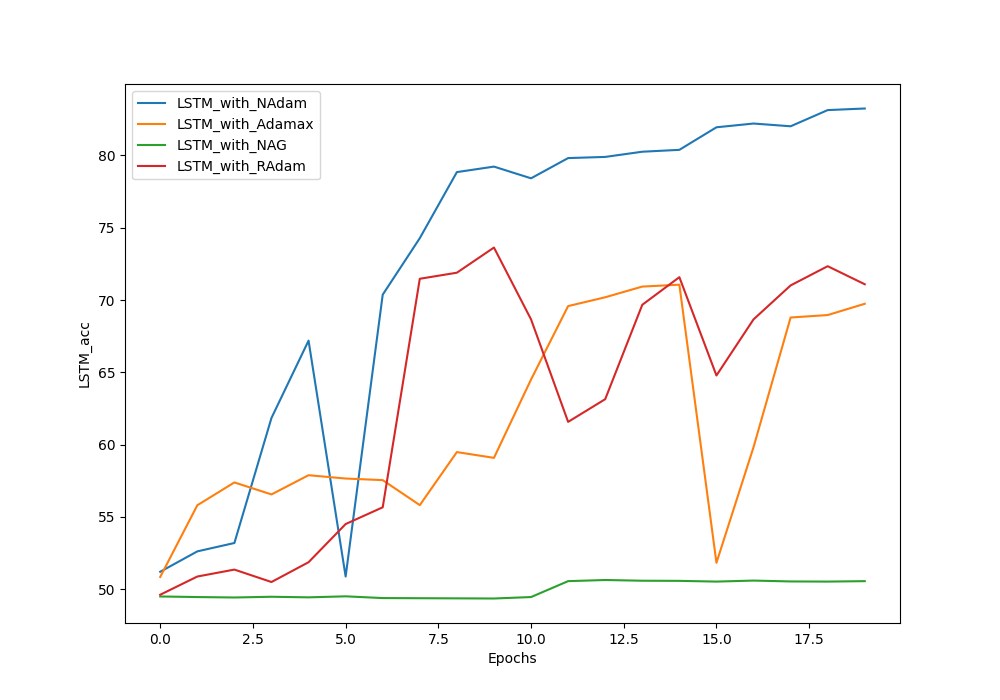 LSTM_with_NAdam
LSTM_with_Adamax
LSTM_with_NAG
LSTM_with_RAdam
80
75
70
65
60
55
50
LSTM_acc
0.0 2.5 5.0 7.5 10.0 12.5 15.0 17.5
Epochs